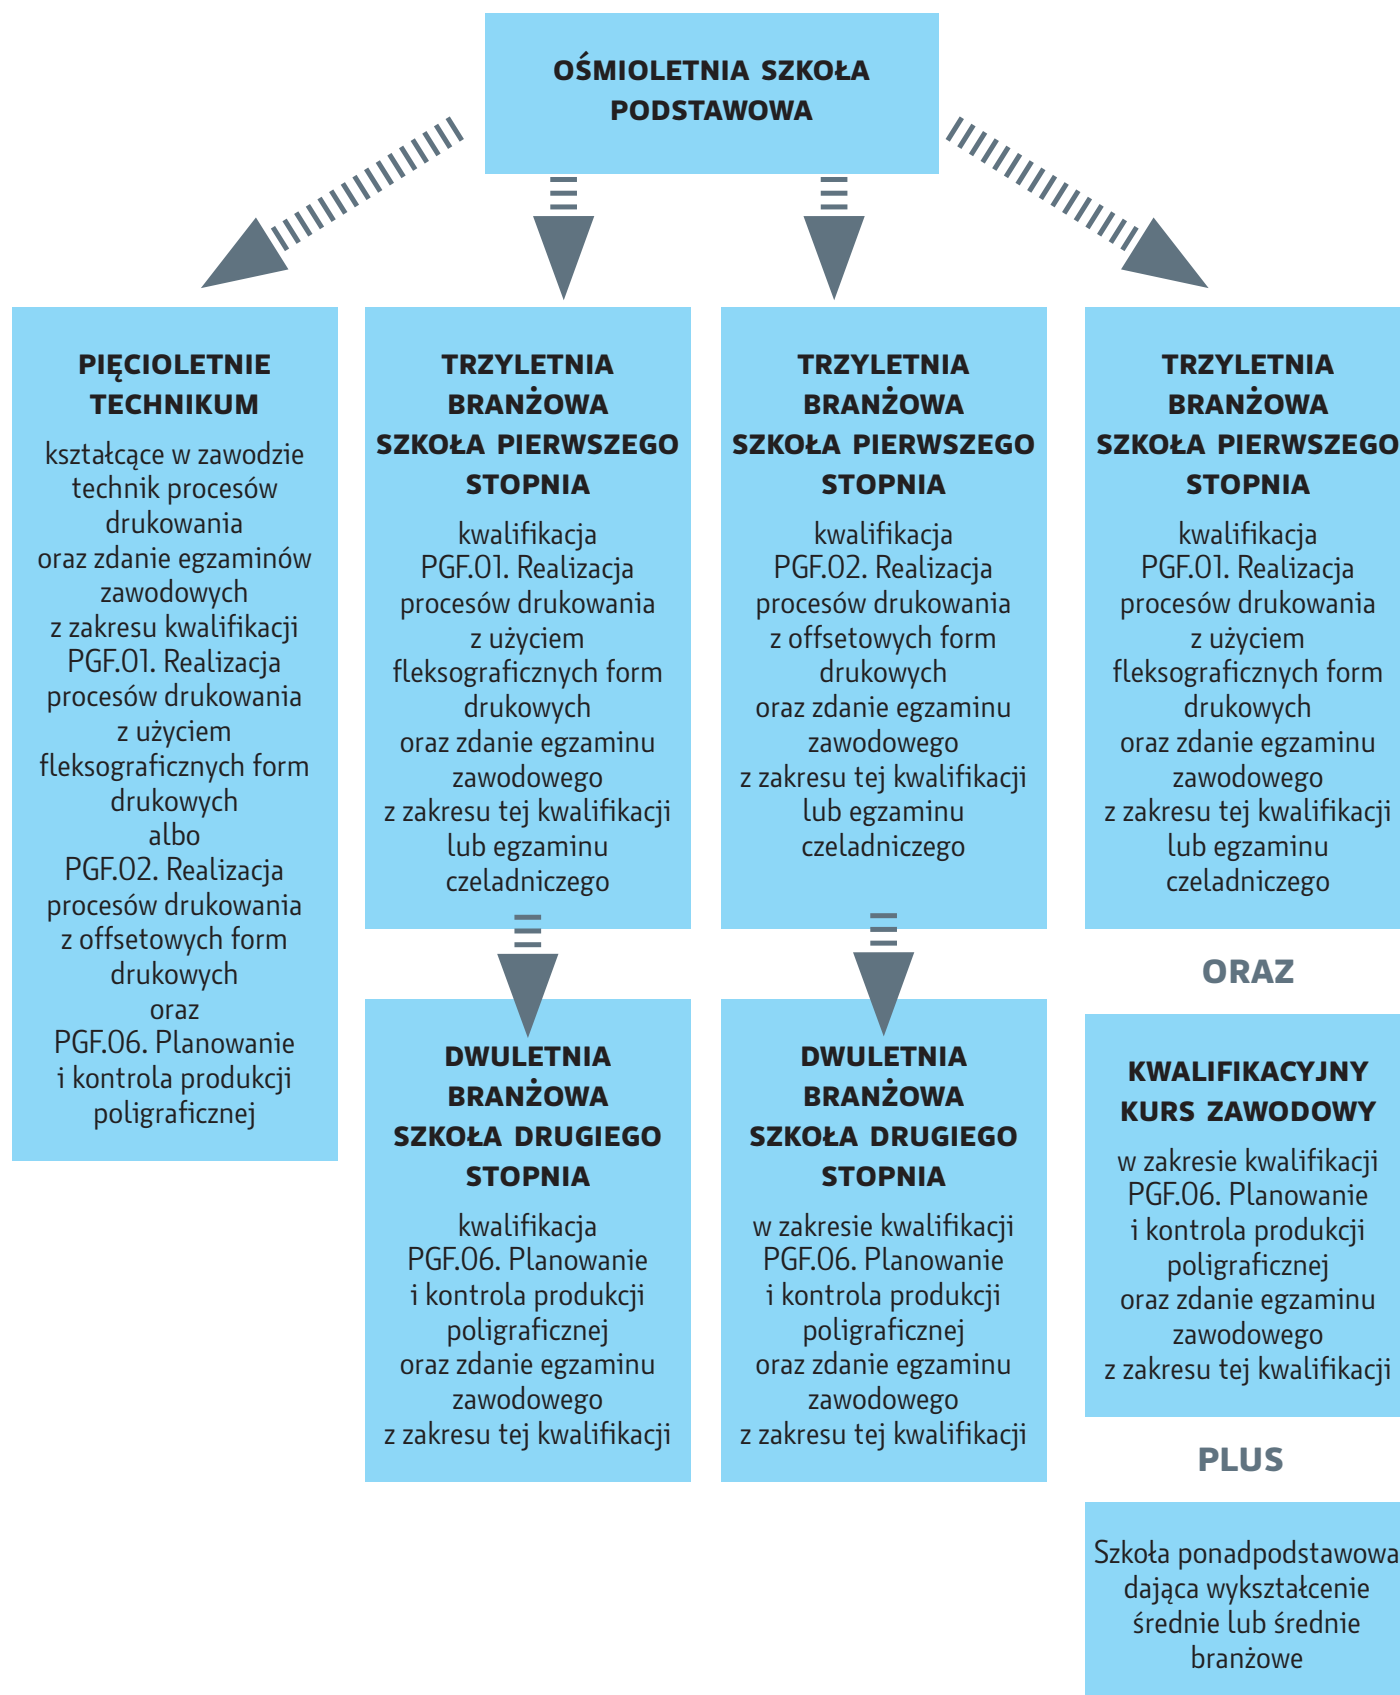 OŚMIOLETNIA SZKOŁA
PODSTAWOWA
PIĘCIOLETNIE
TECHNIKUM
kształcące w zawodzie
technik procesów
drukowania
oraz zdanie egzaminów
zawodowych
z zakresu kwalifikacji
PGF.01. Realizacja
procesów drukowania
z użyciem
fleksograficznych form
drukowych
albo
PGF.02. Realizacja
procesów drukowania
z offsetowych form
drukowych
oraz
PGF.06. Planowanie
i kontrola produkcji
poligraficznej
TRZYLETNIA
BRANŻOWA
SZKOŁA PIERWSZEGO
STOPNIA
kwalifikacja
PGF.01. Realizacja
procesów drukowania
z użyciem
fleksograficznych form
drukowych
oraz zdanie egzaminu
zawodowego
z zakresu tej kwalifikacji
lub egzaminu
czeladniczego
DWULETNIA
BRANŻOWA
SZKOŁA DRUGIEGO
STOPNIA
kwalifikacja
PGF.06. Planowanie
i kontrola produkcji
poligraficznej
oraz zdanie egzaminu
zawodowego
z zakresu tej kwalifikacji
TRZYLETNIA
BRANŻOWA
SZKOŁA PIERWSZEGO
STOPNIA
kwalifikacja
PGF.02. Realizacja
procesów drukowania
z offsetowych form
drukowych
oraz zdanie egzaminu
zawodowego
z zakresu tej kwalifikacji
lub egzaminu
czeladniczego
DWULETNIA
BRANŻOWA
SZKOŁA DRUGIEGO
STOPNIA
w zakresie kwalifikacji
PGF.06. Planowanie
i kontrola produkcji
poligraficznej
oraz zdanie egzaminu
zawodowego
z zakresu tej kwalifikacji
TRZYLETNIA
BRANŻOWA
SZKOŁA PIERWSZEGO
STOPNIA
kwalifikacja
PGF.01. Realizacja
procesów drukowania
z użyciem
fleksograficznych form
drukowych
oraz zdanie egzaminu
zawodowego
z zakresu tej kwalifikacji
lub egzaminu
czeladniczego
ORAZ
KWALIFIKACYJNY
KURS ZAWODOWY
w zakresie kwalifikacji
PGF.06. Planowanie
i kontrola produkcji
poligraficznej
oraz zdanie egzaminu
zawodowego
z zakresu tej kwalifikacji
PLUS
Szkoła ponadpodstawowa
dająca wykształcenie
średnie lub średnie
branżowe